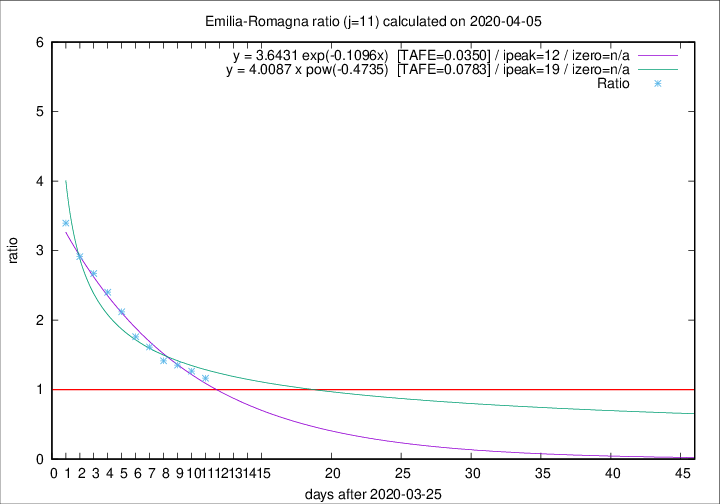 Emilia-Romagna ratio (j=11) calculated on 2020-04-05
y = 3.6431 exp(-0.1096x) [TAFE=0.0350] / ipeak=12 / izero=n/a
y = 4.0087 x pow(-0.4735) [TAFE=0.0783] / ipeak=19 / izero=n/a
Ratio
6
5
4
3
2
1
0
ratio
0 1 2 3 4 5 6 7 8 9 10 11 12 13 14 15 20 25 30 35 40 45
days after 2020-03-25